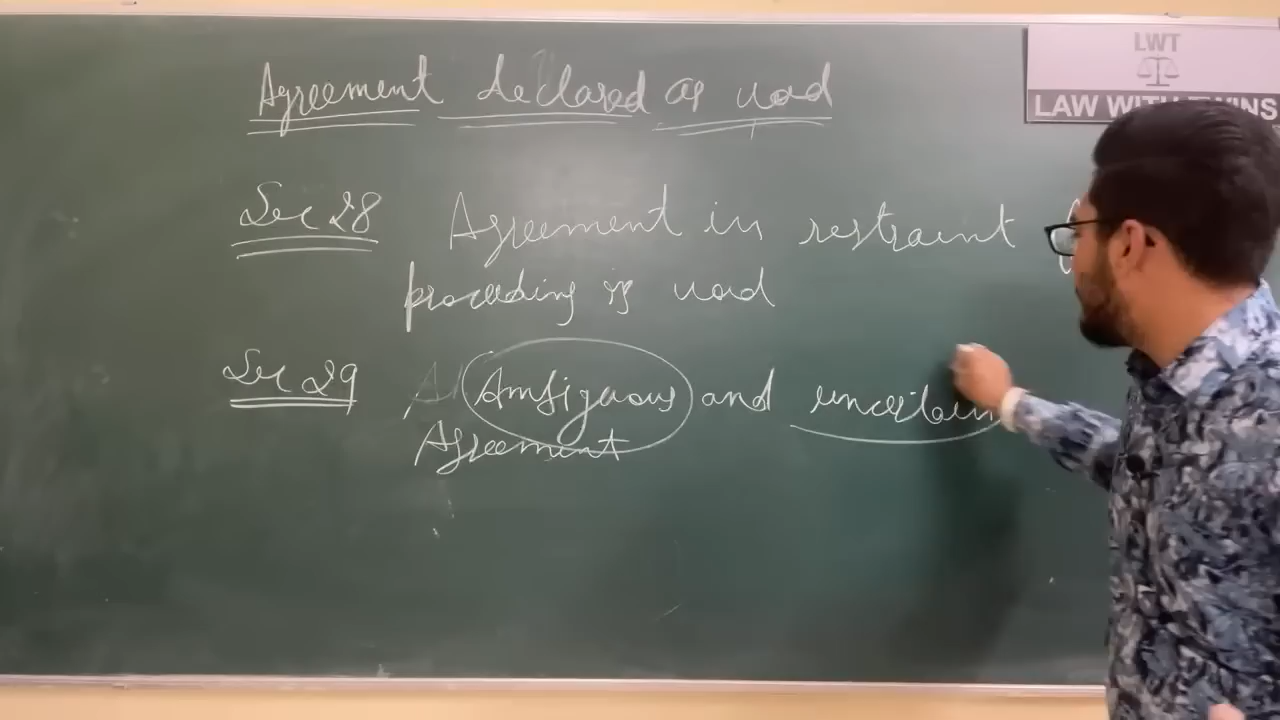 LWT
LAW WITH TWINS
Agreement declared as void
Sec 28 Agreement in restraint
proceeding is void
Sec 29 Ambiguous and uncertain
Agreement